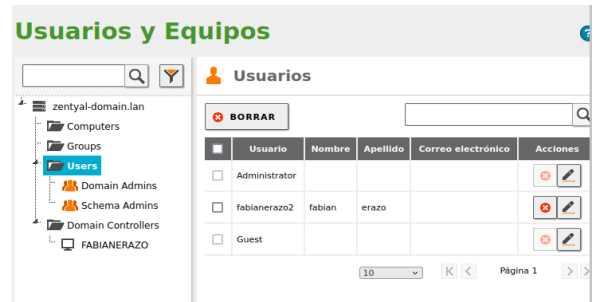 Usuarios y Equipos
?
zentyal-domain.lan
Computers
Groups
Users
Domain Admins
Schema Admins
Domain Controllers
FABIANERAZO
Usuarios
BORRAR
Usuario Nombre Apellido Correo electrónico Acciones
Administrator
fabianerazo2 fabian erazo
Guest
10 Página 1